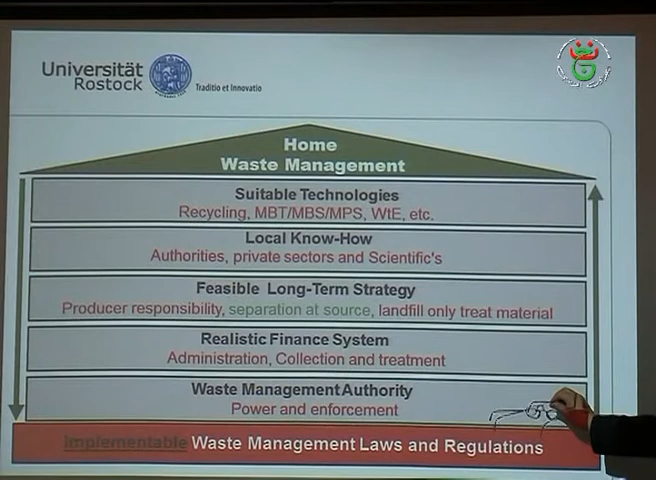 Universität
Rostock
Traditio et Innovatio
Home
Waste Management
Suitable Technologies
Recycling, MBT/MBS/MPS, WtE, etc.
Local Know-How
Authorities, private sectors and Scientific's
Feasible Long-Term Strategy
Producer responsibility, separation at source, landfill only treat material
Realistic Finance System
Administration, Collection and treatment
Waste Management Authority
Power and enforcement
Implementable Waste Management Laws and Regulations